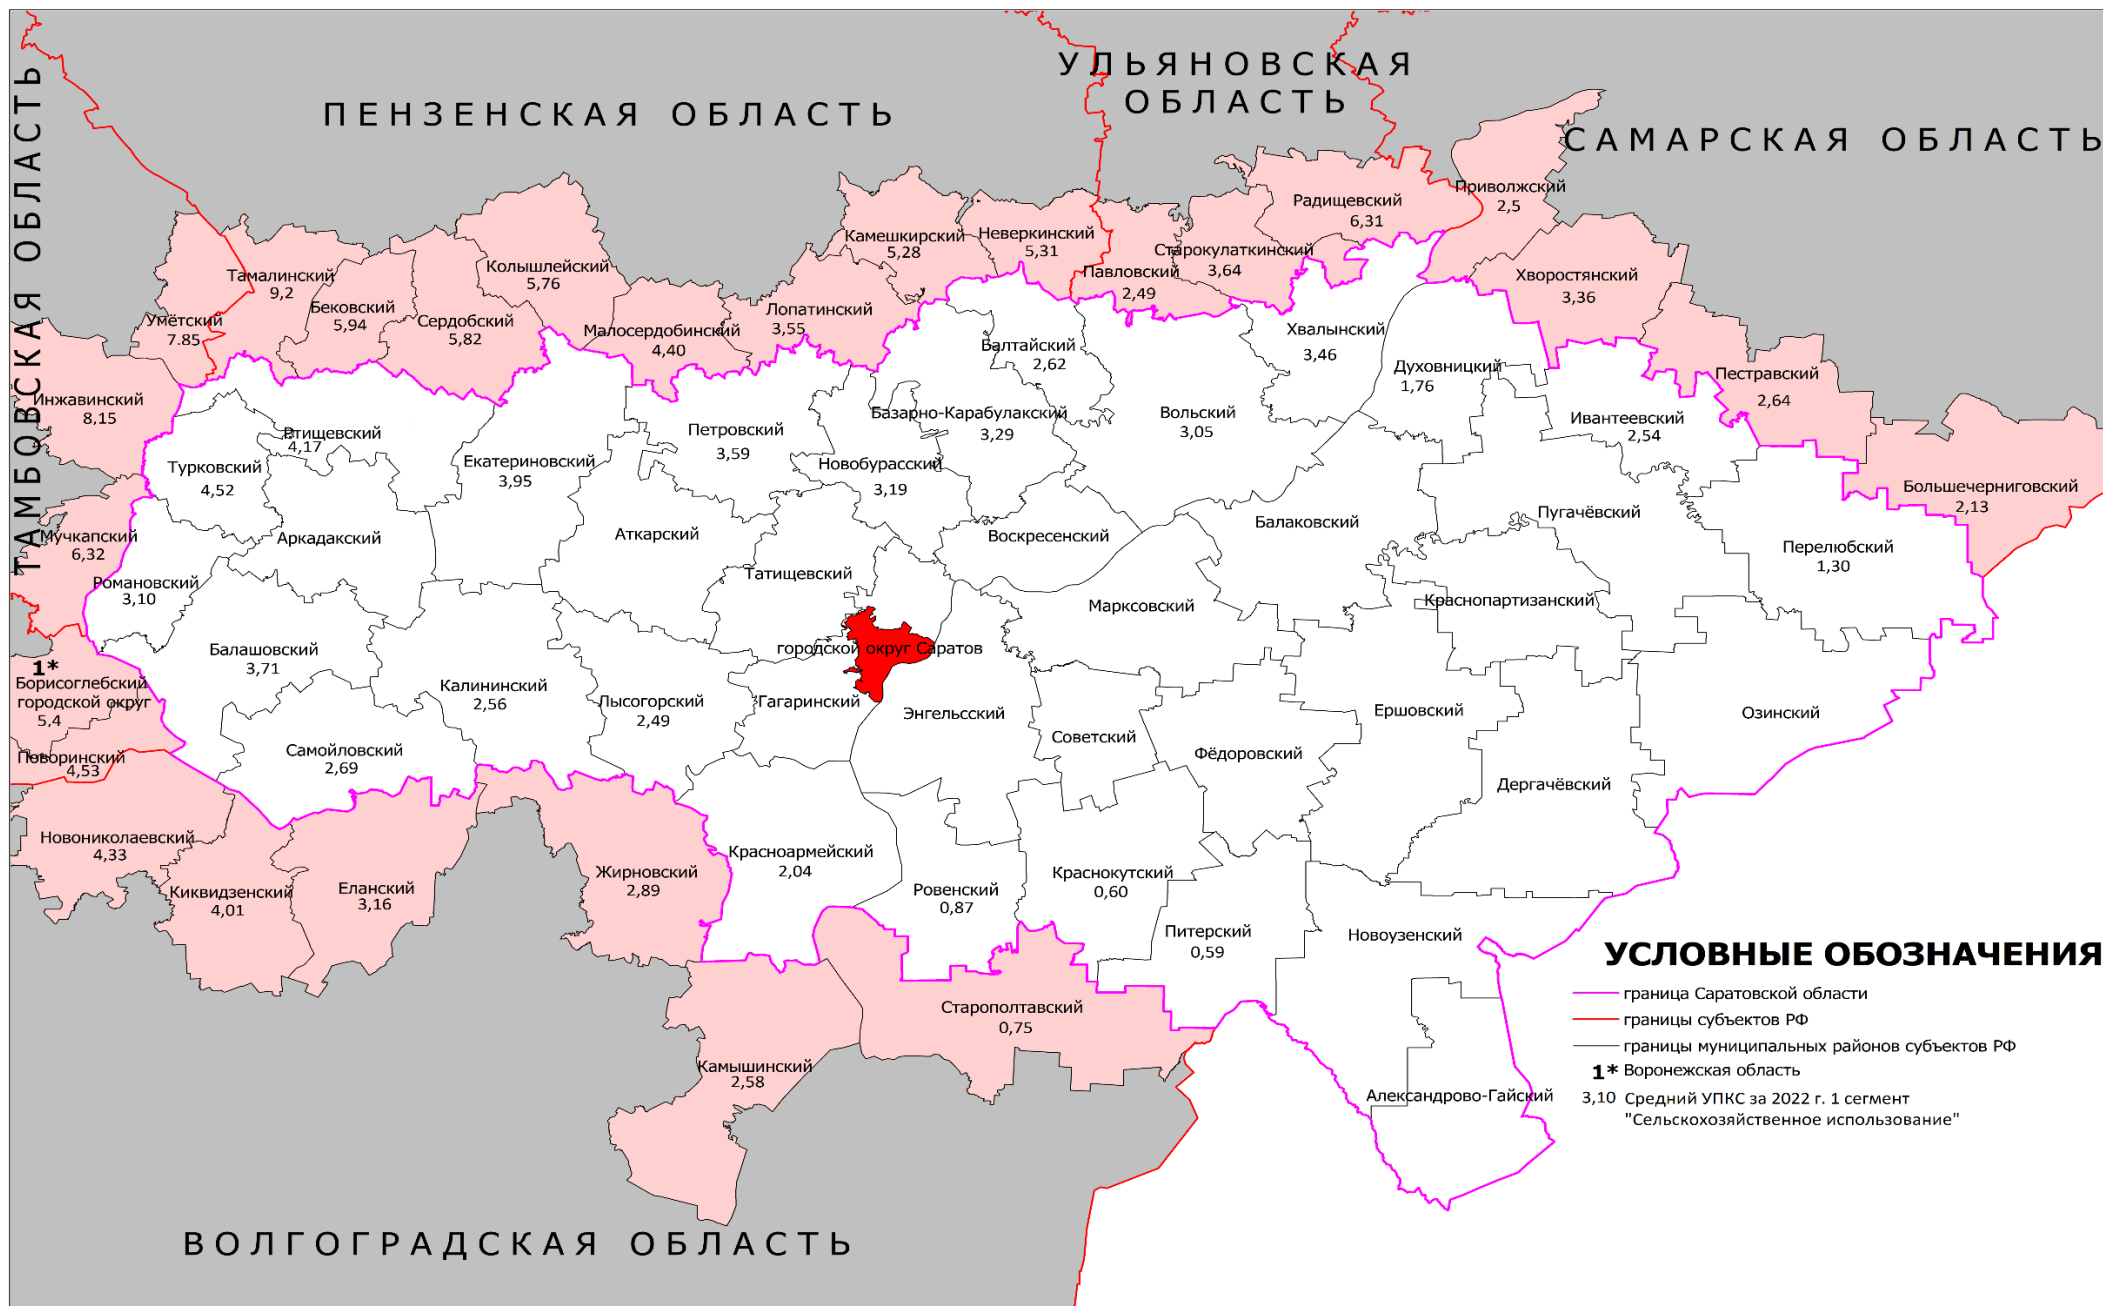 УЛЬЯНОВСКАЯ
ОБЛАСТЬ
ПЕНЗЕНСКАЯ ОБЛАСТЬ
САМАРСКАЯ ОБЛАСТЬ
ТАМБОВСКАЯ ОБЛАСТЬ
Приволжский
2,5
Радищевский
6,31
Камешкирский
5,28
Неверкинский
5,31
Старокулаткинский
3,64
Павловский
2,49
Хворостянский
3,36
Тамалинский
9,2
Колышлейский
5,76
Бековский
5,94
Сердобский
5,82
Умётский
7.85
Малосердобинский
4,40
Лопатинский
3,55
Балтайский
2,62
Хвалынский
3,46
Духовницкий
1,76
Пестравский
2,64
Инжавинский
8,15
Ртищевский
4,17
Петровский
3,59
Базарно-Карабулакский
3,29
Вольский
3,05
Ивантеевский
2,54
Турковский
4,52
Екатериновский
3,95
Новобурасский
3,19
Большечерниговский
2,13
Мучкапский
6,32
Аркадакский
Аткарский
Воскресенский
Балаковский
Пугачёвский
Перелюбский
1,30
Романовский
3,10
Татищевский
Марксовский
Краснопартизанский
Балашовский
3,71
городской округ Саратов
1*
Борисоглебский
городской округ
5,4
Калининский
2,56
Лысогорский
2,49
Гагаринский
Энгельсский
Советский
Фёдоровский
Ершовский
Озинский
Поворинский
4,53
Самойловский
2,69
Дергачёвский
Новониколаевский
4,33
Киквидзенский
4,01
Еланский
3,16
Жирновский
2,89
Красноармейский
2,04
Ровенский
0,87
Краснокутский
0,60
Питерский
0,59
Новоузенский
Старополтавский
0,75
Камышинский
2,58
Александрово-Гайский
ВОЛГОГРАДСКАЯ ОБЛАСТЬ
УСЛОВНЫЕ ОБОЗНАЧЕНИЯ
граница Саратовской области
границы субъектов РФ
границы муниципальных районов субъектов РФ
1* Воронежская область
3,10 Средний УПКС за 2022 г. 1 сегмент
"Сельскохозяйственное использование"